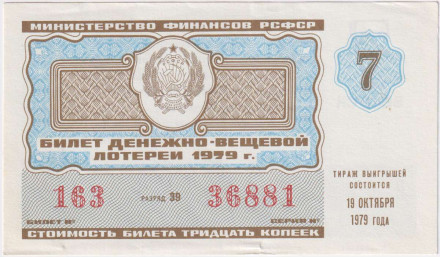 МИНИСТЕРСТВО ФИНАНСОВ РСФСР
7
БИЛЕТ ДЕНЕЖНО-ВЕЩЕВОЙ
ЛОТЕРЕИ 1979 г.
ТИРАЖ ВЫИГРЫШЕЙ
СОСТОИТСЯ
19 ОКТЯБРЯ
1979 ГОДА
163 РАЗРЯД 39 36881
БИЛЕТ № СЕРИЯ №
СТОИМОСТЬ БИЛЕТА ТРИДЦАТЬ КОПЕЕК